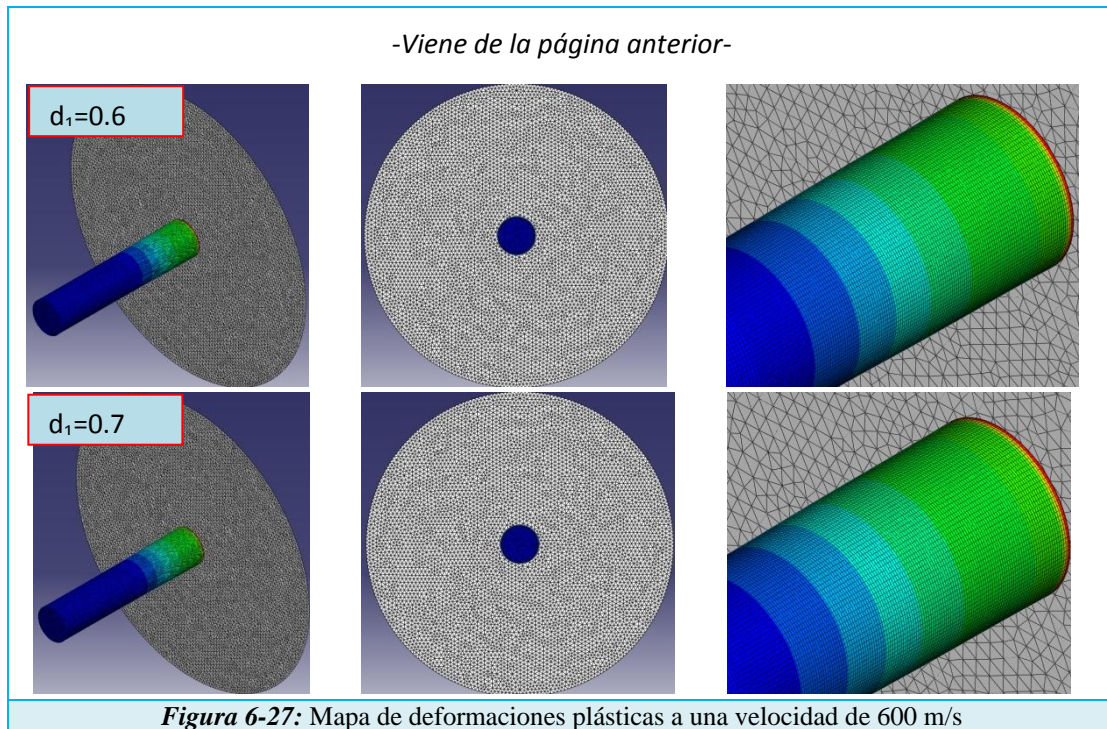 -Viene de la página anterior-
d₁=0.6
d₁=0.7
Figura 6-27: Mapa de deformaciones plásticas a una velocidad de 600 m/s